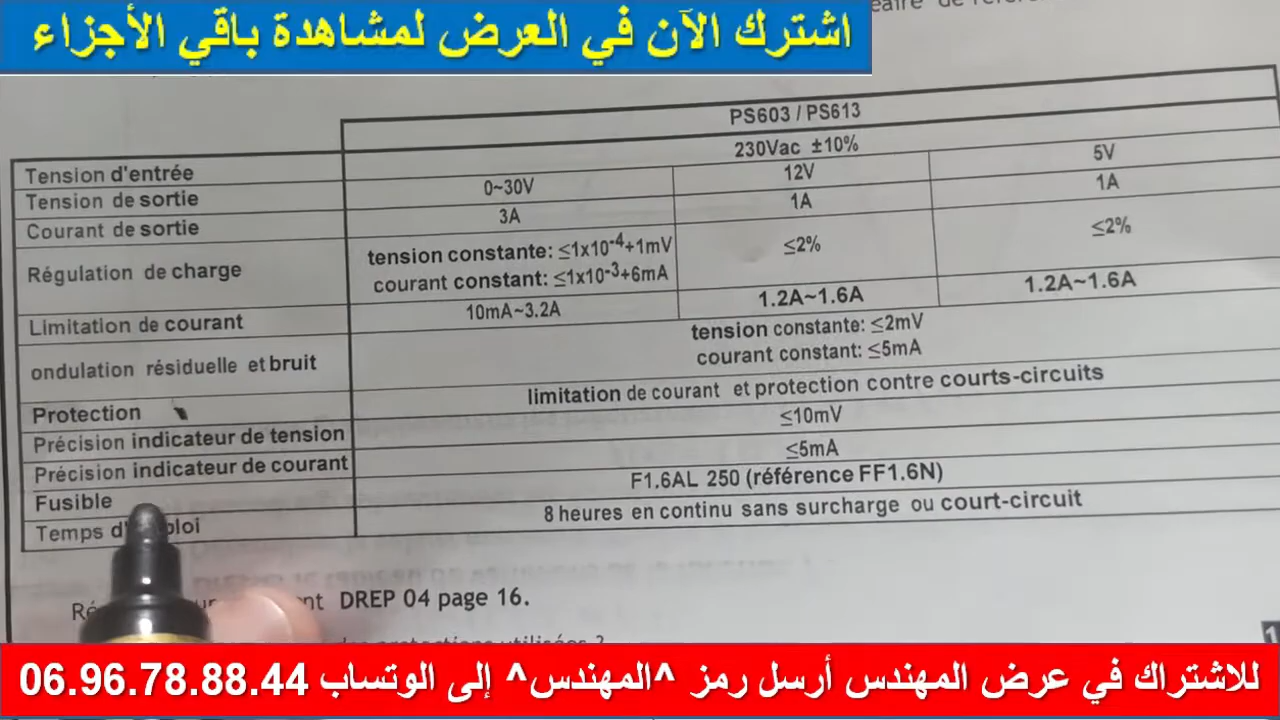 اشترك الآن في العرض لمشاهدة باقي الأجزاء
PS603 / PS613
Tension d'entrée 230Vac ±10%
Tension de sortie 0~30V 12V 5V
Courant de sortie 3A 1A 1A
Régulation de charge tension constante: ≤1x10⁻⁴+1mV ≤2% ≤2%
courant constant: ≤1x10⁻³+6mA
Limitation de courant 10mA~3.2A 1.2A~1.6A 1.2A~1.6A
ondulation résiduelle et bruit tension constante: ≤2mV
courant constant: ≤5mA
Protection limitation de courant et protection contre courts-circuits
Précision indicateur de tension ≤10mV
Précision indicateur de courant ≤5mA
Fusible F1.6AL 250 (référence FF1.6N)
Temps 8 heures en continu sans surcharge ou court-circuit
DREP 04 page 16.
protections utilisées ?
للاشتراك في عرض المهندس أرسل رمز ^المهندس^ إلى الوتساب 06.96.78.88.44